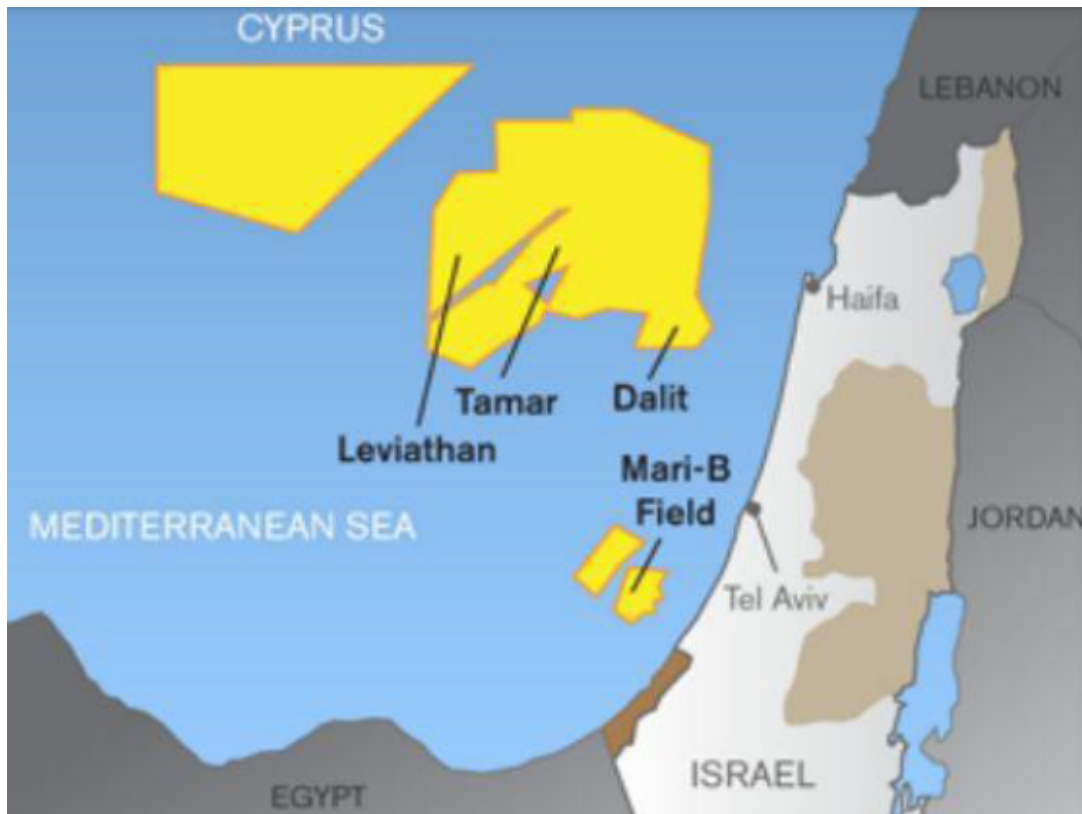 CYPRUS
LEBANON
Haifa
Tamar
Dalit
Leviathan
Mari-B
Field
MEDITERRANEAN SEA
JORDAN
Tel Aviv
ISRAEL
EGYPT